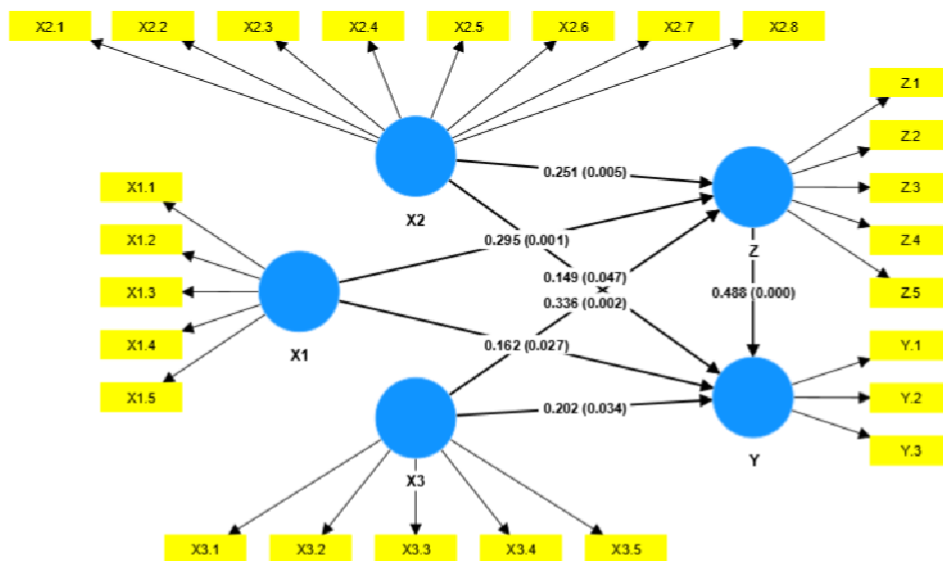 X2.1 X2.2 X2.3 X2.4 X2.5 X2.6 X2.7 X2.8
Z.1
Z.2
0.251 (0.005)
X1.1
Z.3
X2
X1.2
0.295 (0.001)
Z
Z.4
0.149 (0.047)
X1.3
0.488 (0.000)
Z.5
0.336 (0.002)
X1.4
0.162 (0.027)
Y.1
X1
X1.5
Y.2
0.202 (0.034)
Y.3
Y
X3
X3.1 X3.2 X3.3 X3.4 X3.5